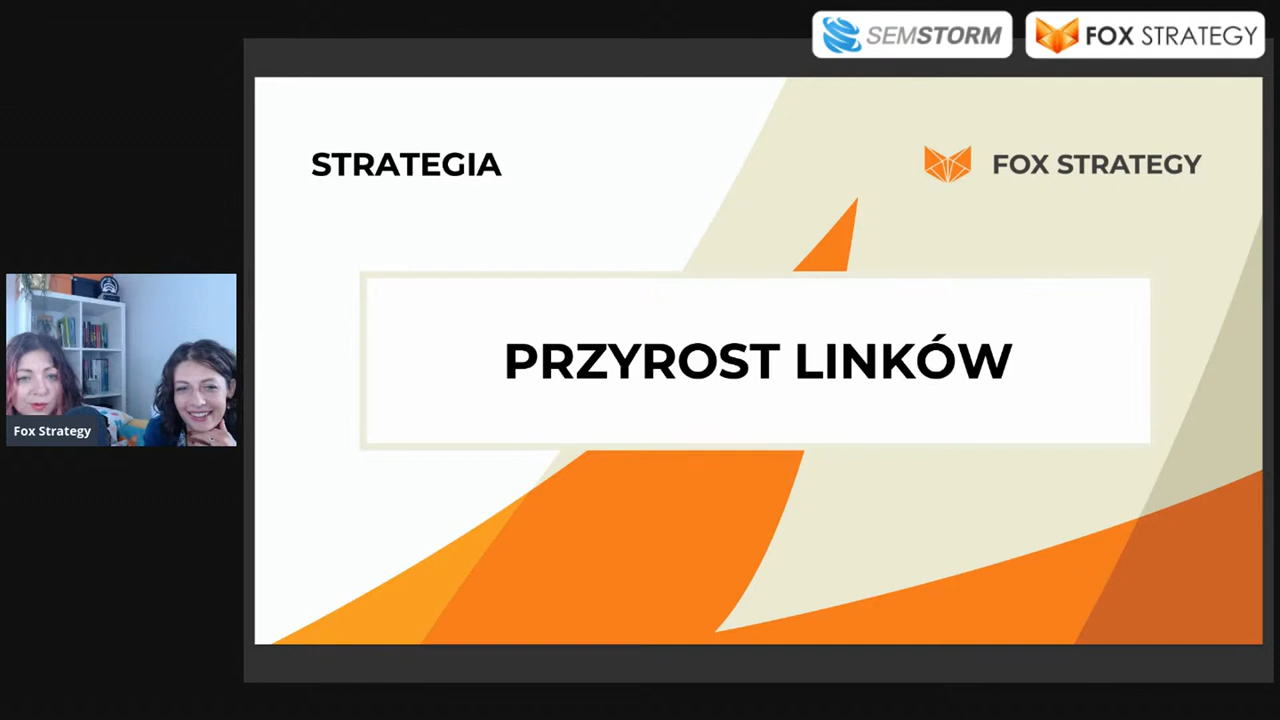 SEMSTORM
FOX STRATEGY
STRATEGIA
FOX STRATEGY
PRZYROST LINKÓW
Fox Strategy